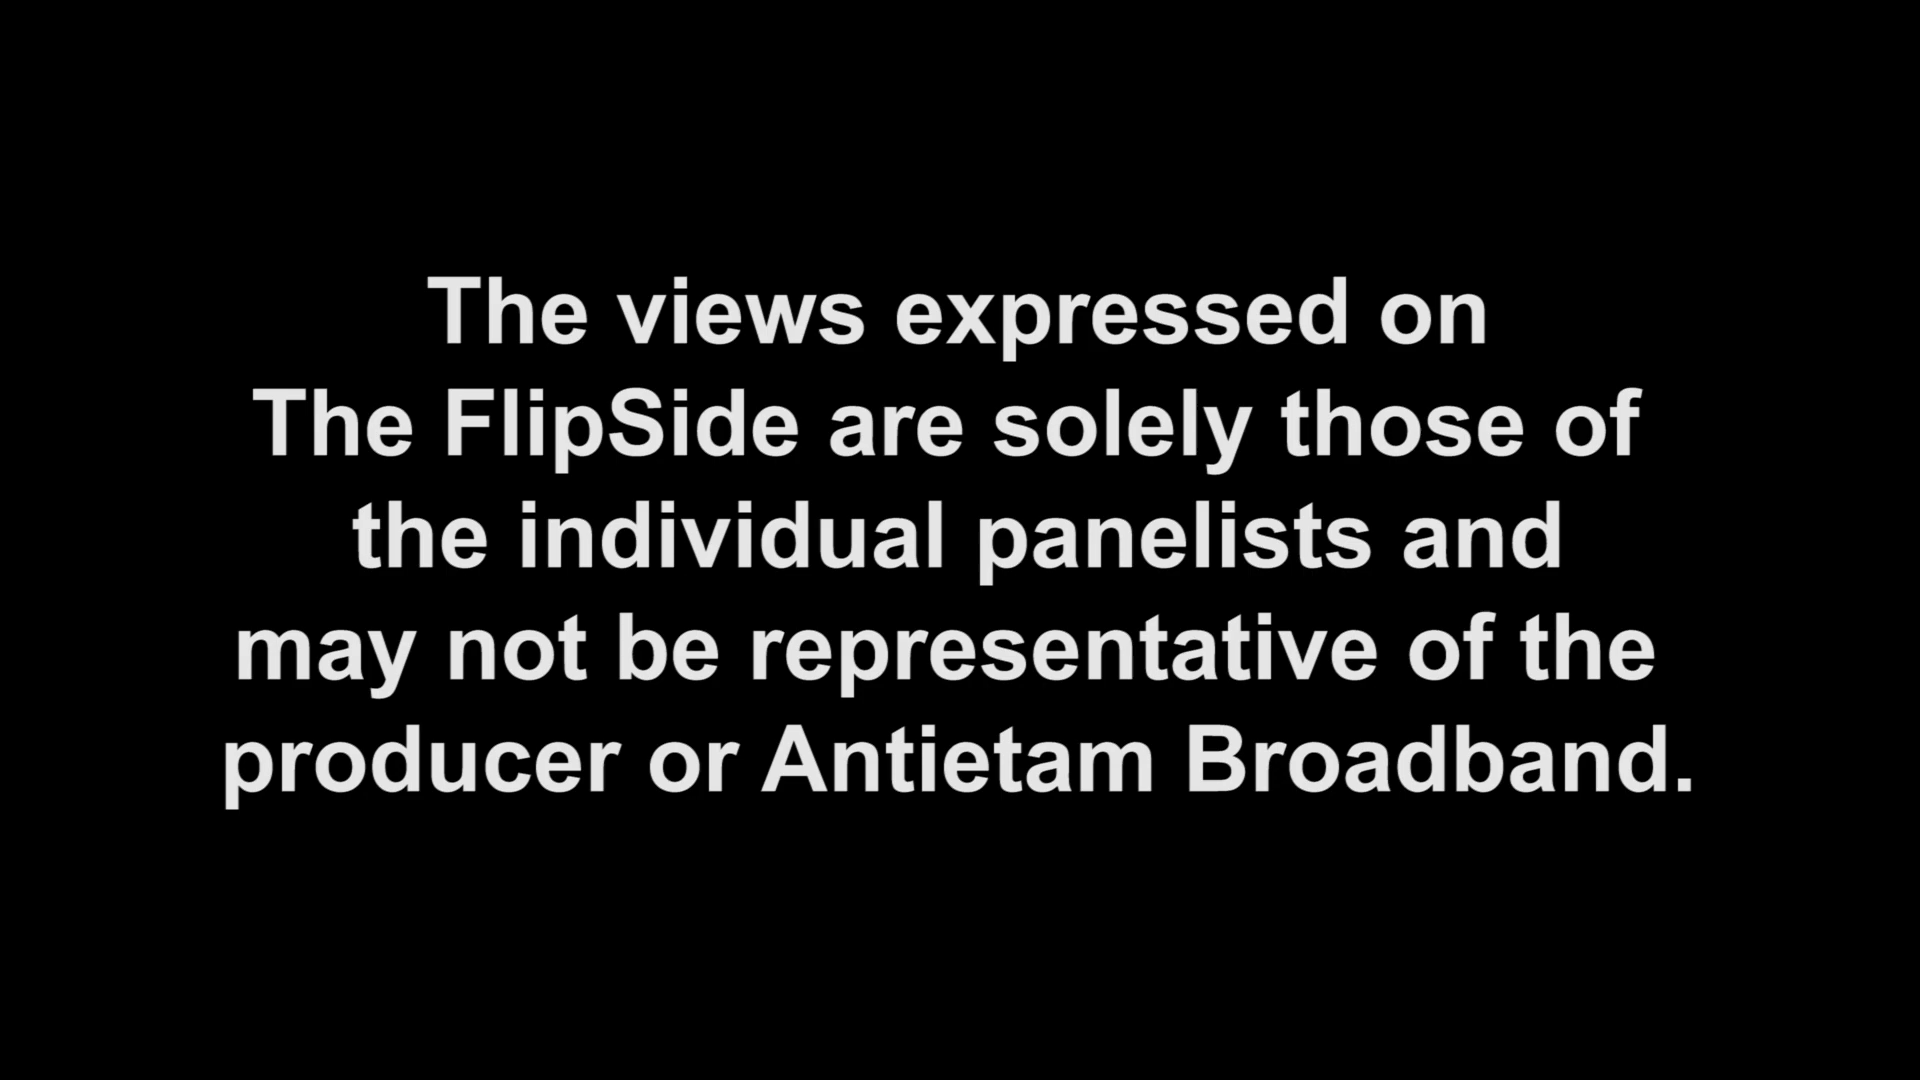 The views expressed on
The FlipSide are solely those of
the individual panelists and
may not be representative of the
producer or Antietam Broadband.